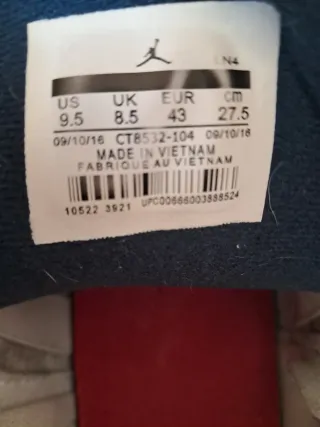 LN4
US UK EUR cm
9.5 8.5 43 27.5
09/10/16 CT8532-104 09/10/16
MADE IN VIETNAM
FABRIQUE AU VIETNAM
10522 3921 UPC00666003888524